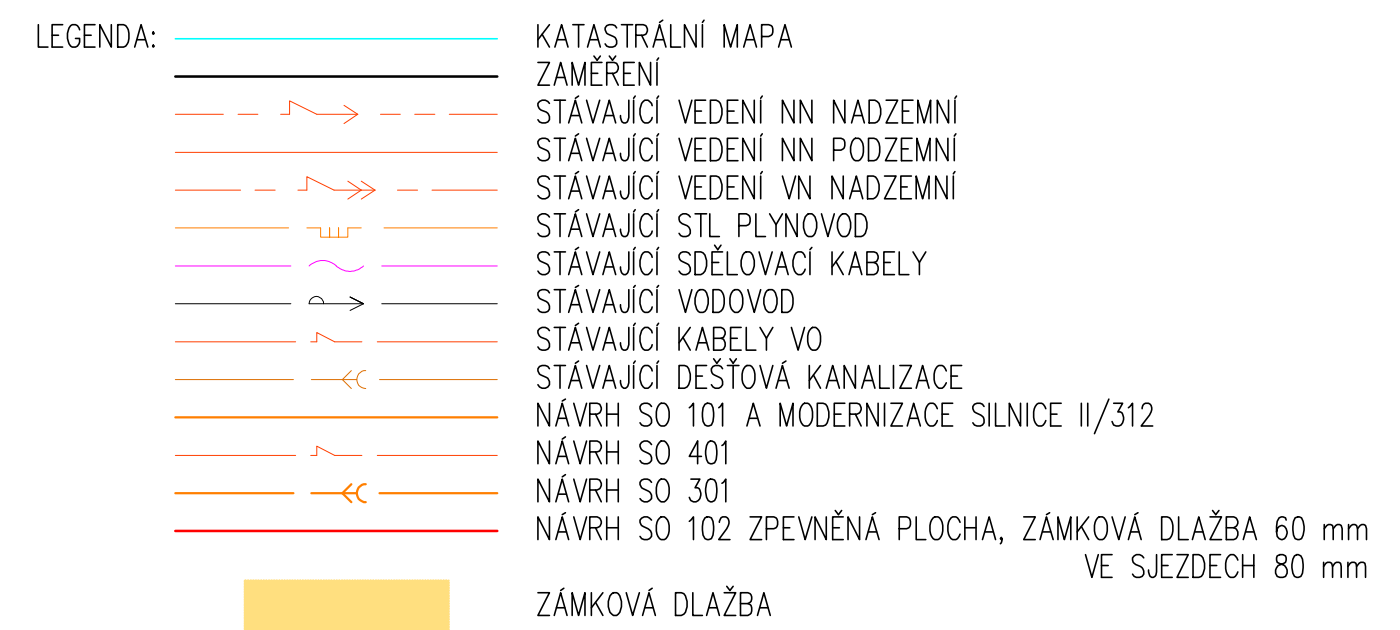 LEGENDA: KATASTRÁLNÍ MAPA
ZAMĚŘENÍ
STÁVAJÍCÍ VEDENÍ NN NADZEMNÍ
STÁVAJÍCÍ VEDENÍ NN PODZEMNÍ
STÁVAJÍCÍ VEDENÍ VN NADZEMNÍ
STÁVAJÍCÍ STL PLYNOVOD
STÁVAJÍCÍ SDĚLOVACÍ KABELY
STÁVAJÍCÍ VODOVOD
STÁVAJÍCÍ KABELY VO
STÁVAJÍCÍ DEŠŤOVÁ KANALIZACE
NÁVRH SO 101 A MODERNIZACE SILNICE II/312
NÁVRH SO 401
NÁVRH SO 301
NÁVRH SO 102 ZPEVNĚNÁ PLOCHA, ZÁMKOVÁ DLAŽBA 60 mm
VE SJEZDECH 80 mm
ZÁMKOVÁ DLAŽBA